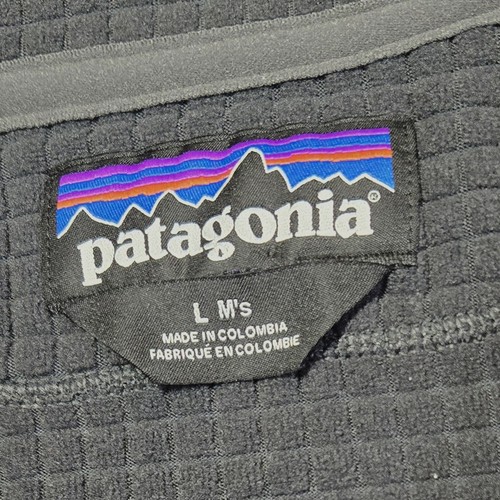 patagonia®
L M's
MADE IN COLOMBIA
FABRIQUÉ EN COLOMBIE